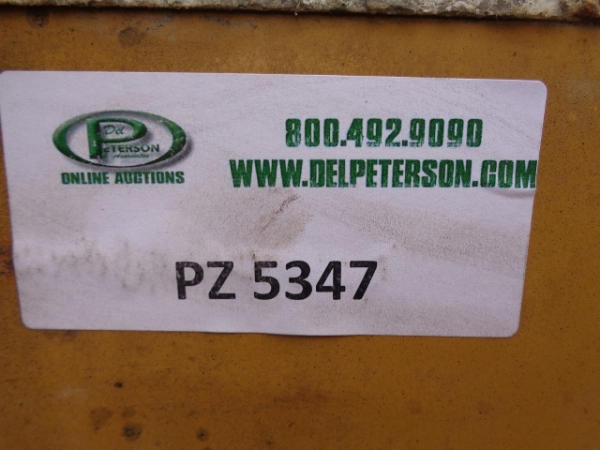 Del
PETERSON
800.492.9090
ONLINE AUCTIONS
WWW.DELPETERSON.COM
PZ 5347